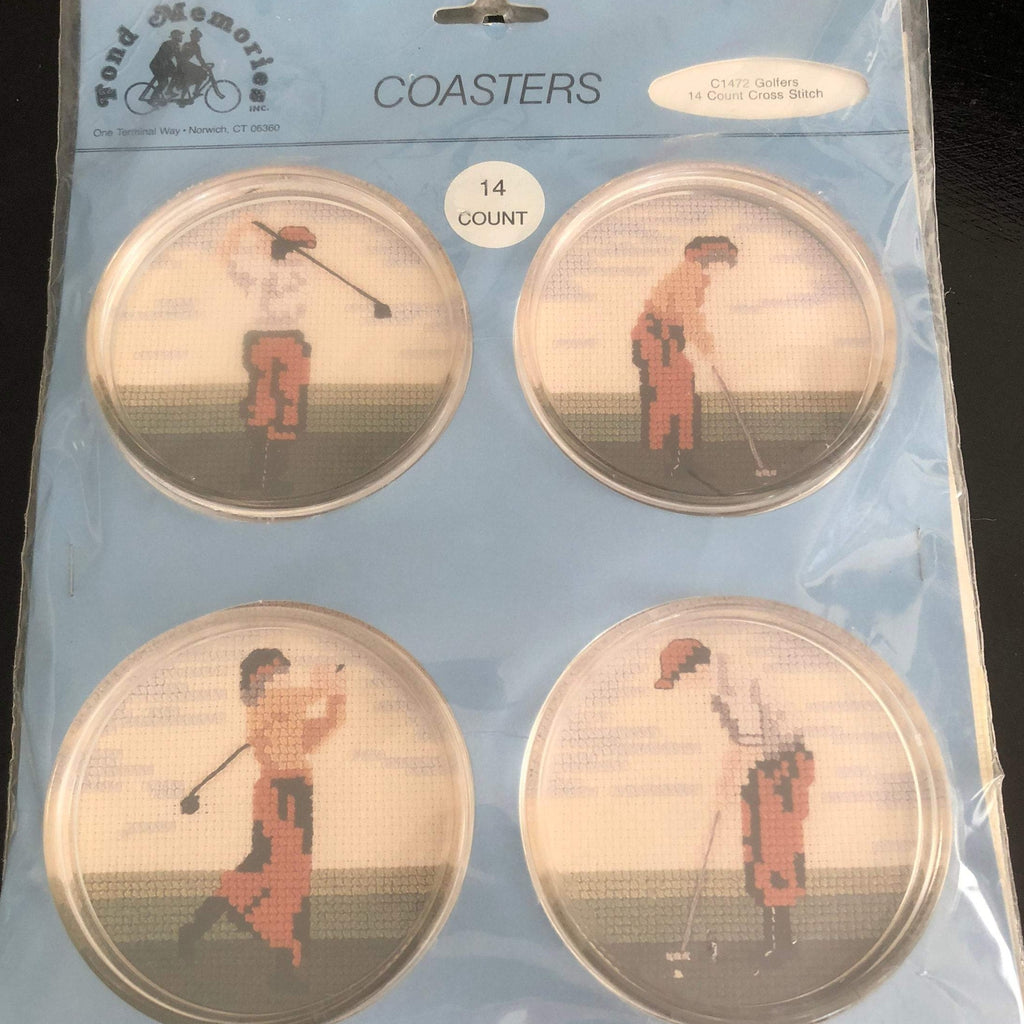 Fond Memories
INC.
One Terminal Way • Norwich, CT 06360
COASTERS
C1472 Golfers
14 Count Cross Stitch
14
COUNT